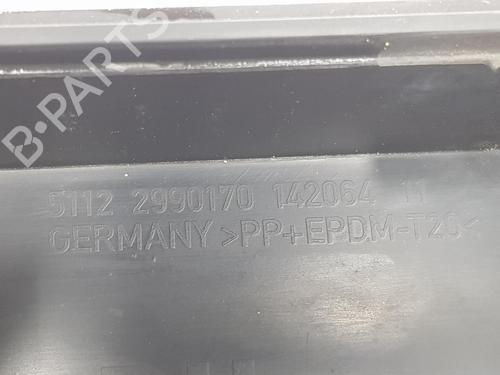 B-PARTS
5112 2990170 142064 11
GERMANY >PP+EPDM-T20<